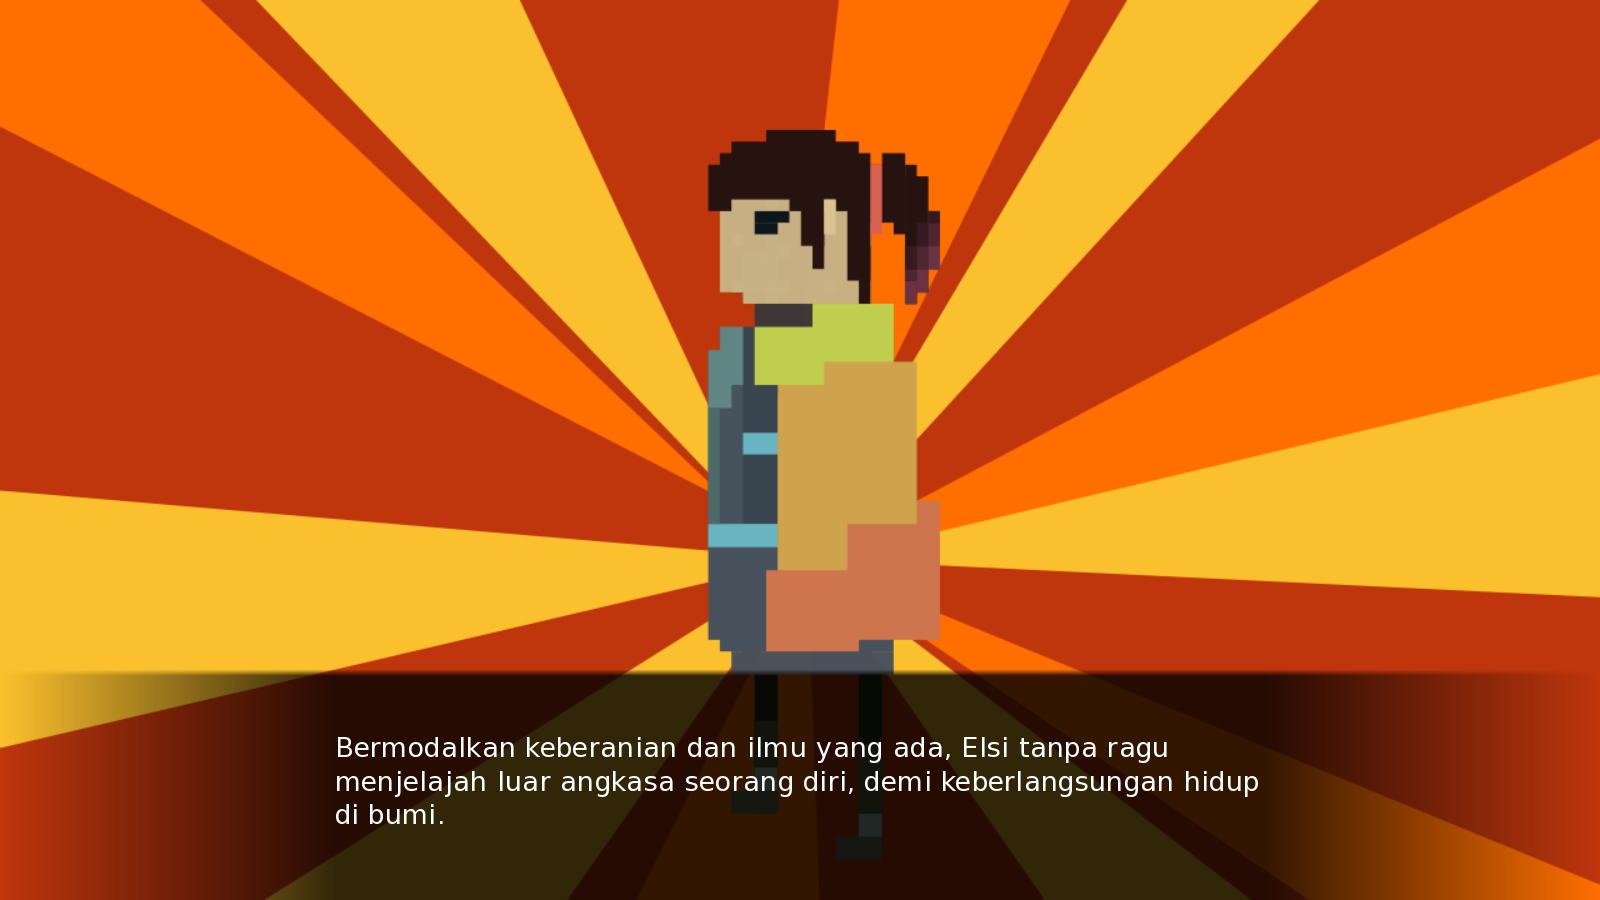 Bermodalkan keberanian dan ilmu yang ada, Elsi tanpa ragu
menjelajah luar angkasa seorang diri, demi keberlangsungan hidup
di bumi.